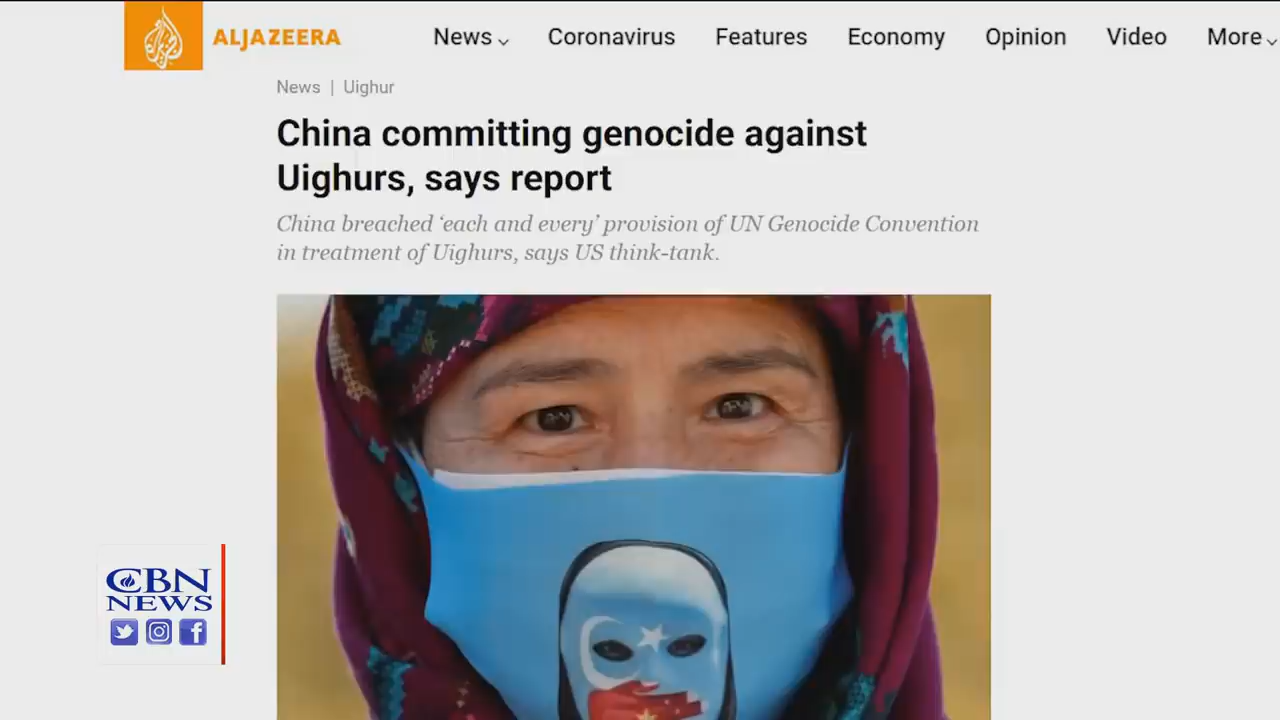 ALJAZEERA
News Coronavirus Features Economy Opinion Video More
News | Uighur
China committing genocide against
Uighurs, says report
China breached ‘each and every’ provision of UN Genocide Convention
in treatment of Uighurs, says US think-tank.
CBN
NEWS